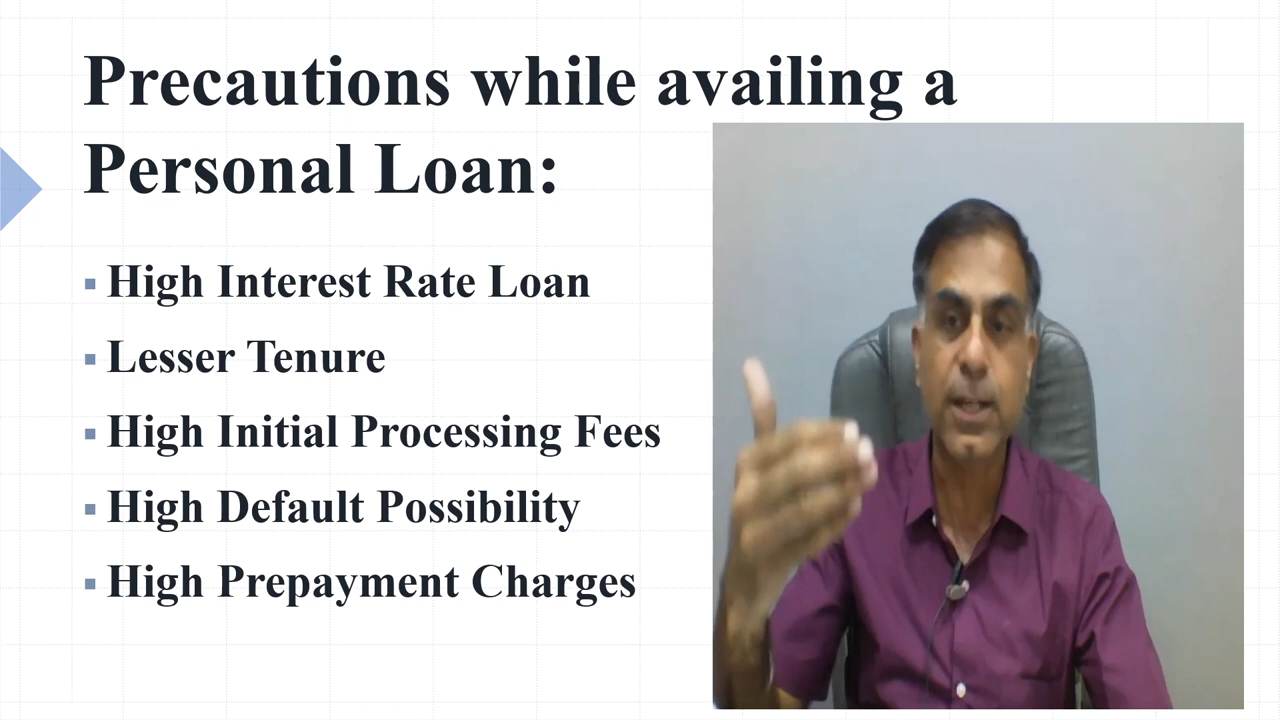 Precautions while availing a
Personal Loan:
▪ High Interest Rate Loan
▪ Lesser Tenure
▪ High Initial Processing Fees
▪ High Default Possibility
▪ High Prepayment Charges